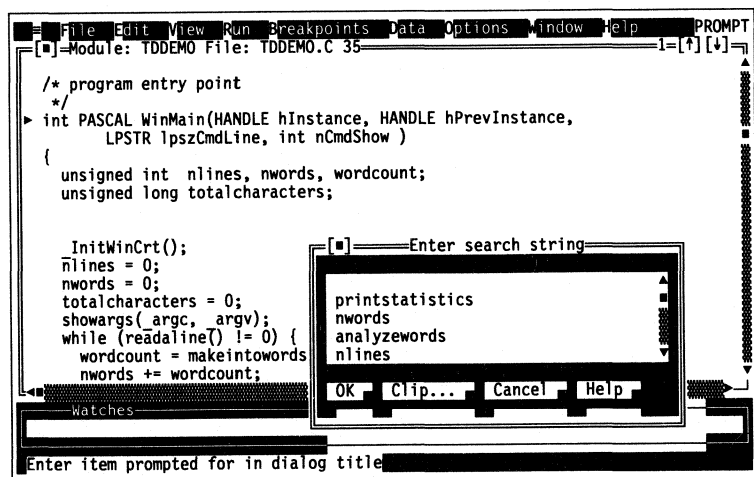 ≡ File Edit View Run Breakpoints Data Options Window Help PROMPT
[■]=Module: TDDEMO File: TDDEMO.C 35 1=[↑][↓]
/* program entry point
*/
► int PASCAL WinMain(HANDLE hInstance, HANDLE hPrevInstance,
LPSTR lpszCmdLine, int nCmdShow )
{
unsigned int nlines, nwords, wordcount;
unsigned long totalcharacters;
_InitWinCrt();
nlines = 0;
nwords = 0;
totalcharacters = 0;
showargs(_argc, _argv);
while (readaline() != 0) {
wordcount = makeintowords
nwords += wordcount;
[■] Enter search string
printstatistics
nwords
analyzewords
nlines
OK Clip... Cancel Help
Watches
Enter item prompted for in dialog title